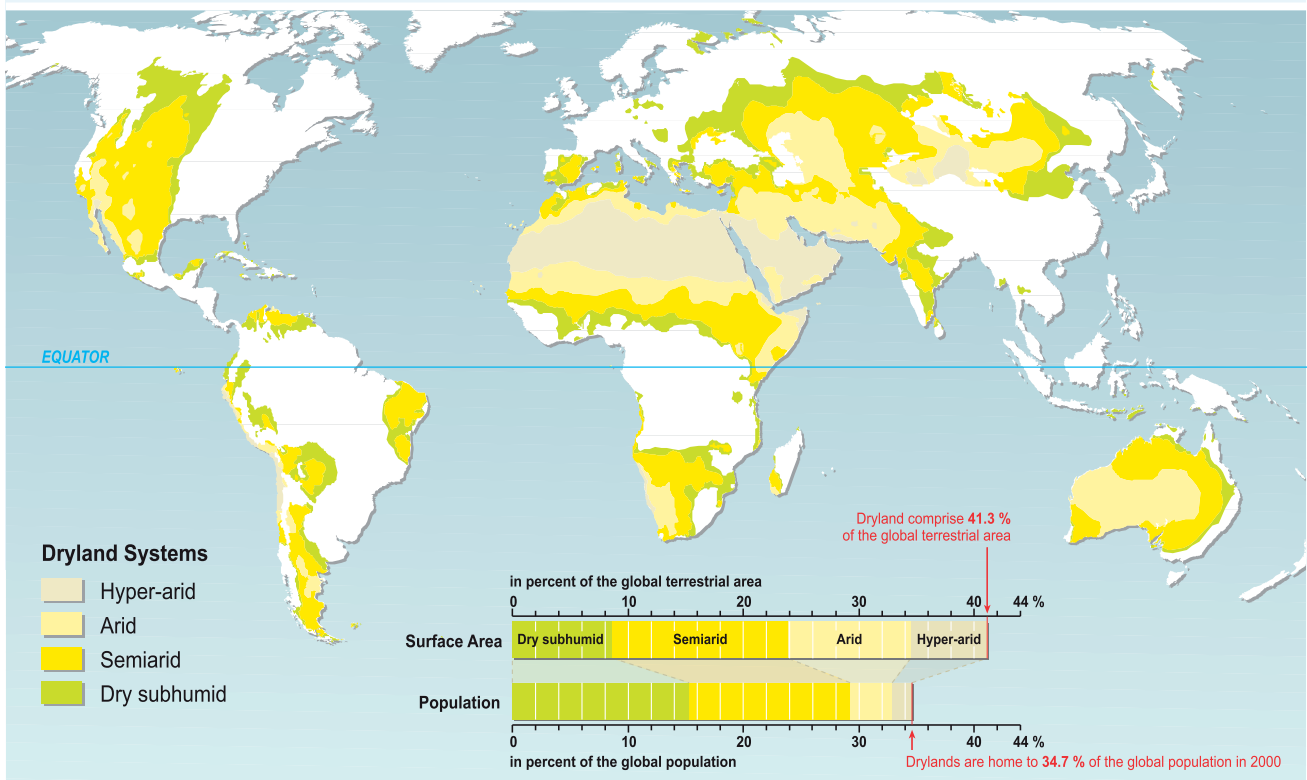 EQUATOR
Dryland comprise 41.3 %
of the global terrestrial area
Dryland Systems
Hyper-arid
Arid
Semiarid
Dry subhumid
in percent of the global terrestrial area
0 10 20 30 40 44 %
Surface Area Dry subhumid Semiarid Arid Hyper-arid
Population
0 10 20 30 40 44 %
in percent of the global population
Drylands are home to 34.7 % of the global population in 2000